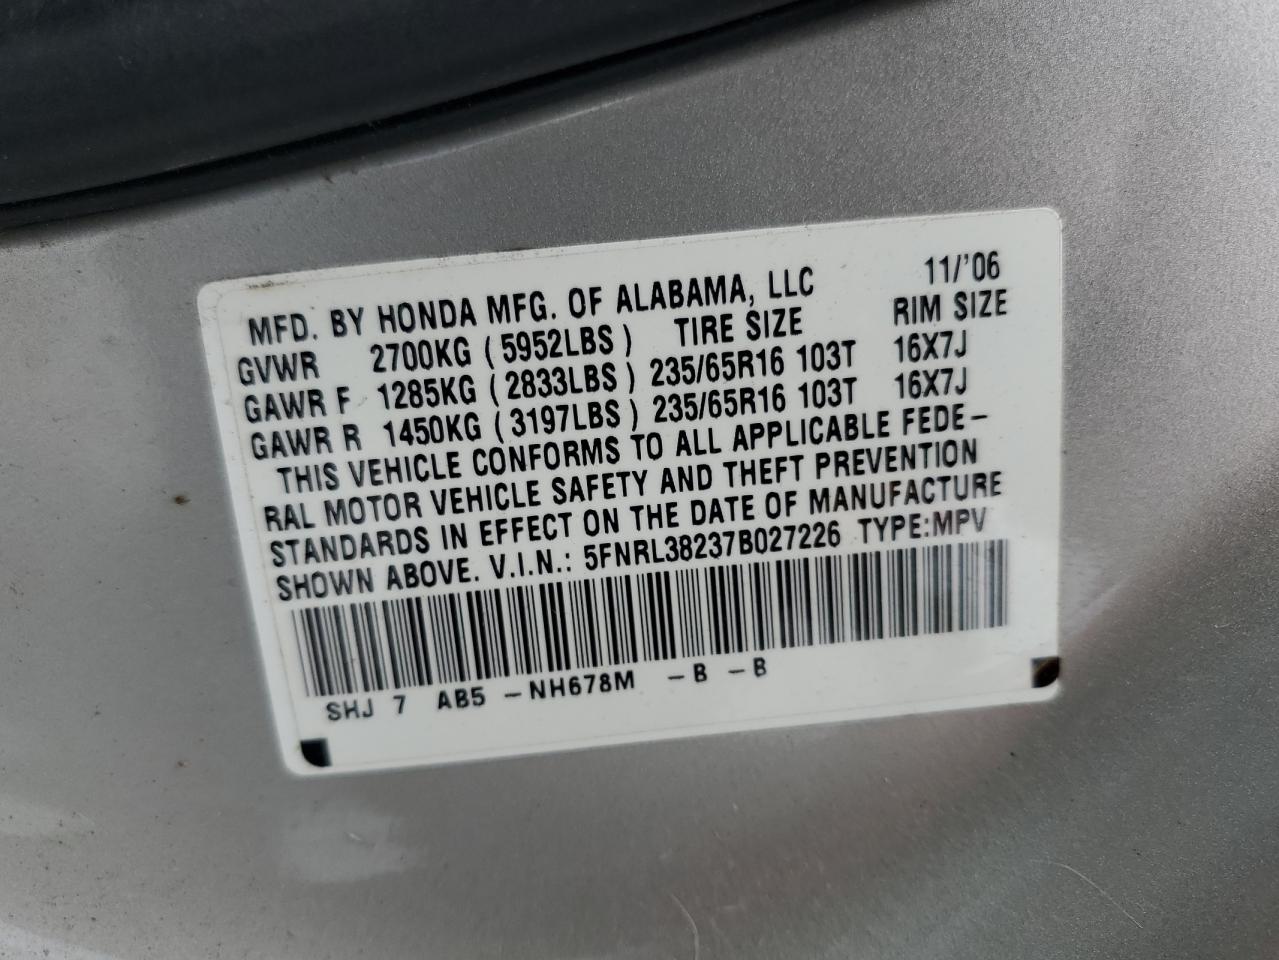 MFD. BY HONDA MFG. OF ALABAMA, LLC 11/'06
GVWR 2700KG (5952LBS) TIRE SIZE RIM SIZE
GAWR F 1285KG (2833LBS) 235/65R16 103T 16X7J
GAWR R 1450KG (3197LBS) 235/65R16 103T 16X7J
THIS VEHICLE CONFORMS TO ALL APPLICABLE FEDE-
RAL MOTOR VEHICLE SAFETY AND THEFT PREVENTION
STANDARDS IN EFFECT ON THE DATE OF MANUFACTURE
SHOWN ABOVE. V.I.N.: 5FNRL38237B027226 TYPE:MPV
SHJ 7 AB5 -NH678M -B -B